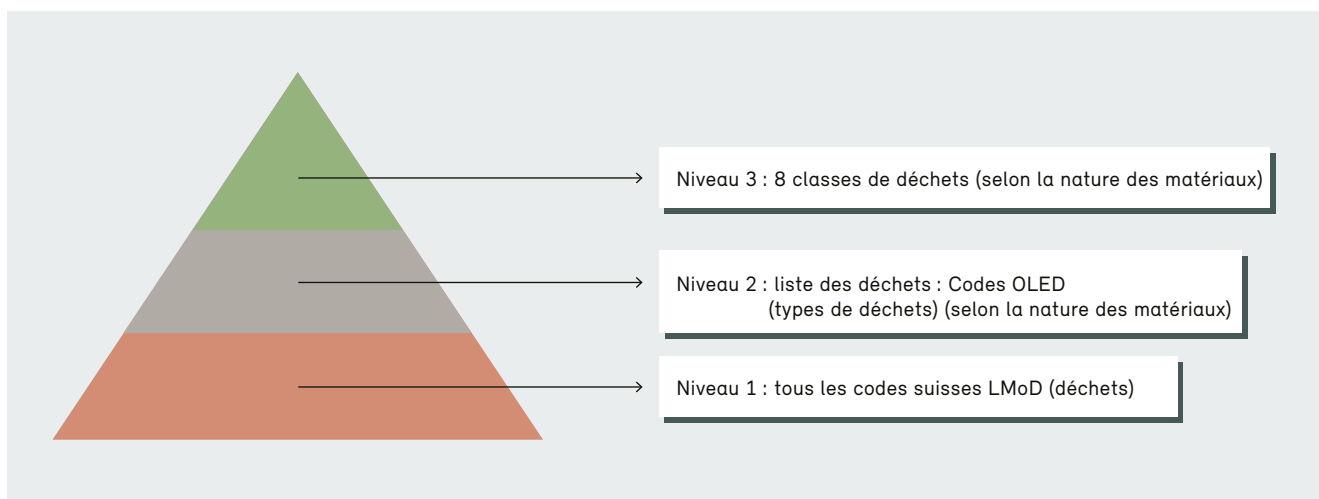 Niveau 3 : 8 classes de déchets (selon la nature des matériaux)
Niveau 2 : liste des déchets : Codes OLED
(types de déchets) (selon la nature des matériaux)
Niveau 1 : tous les codes suisses LMoD (déchets)